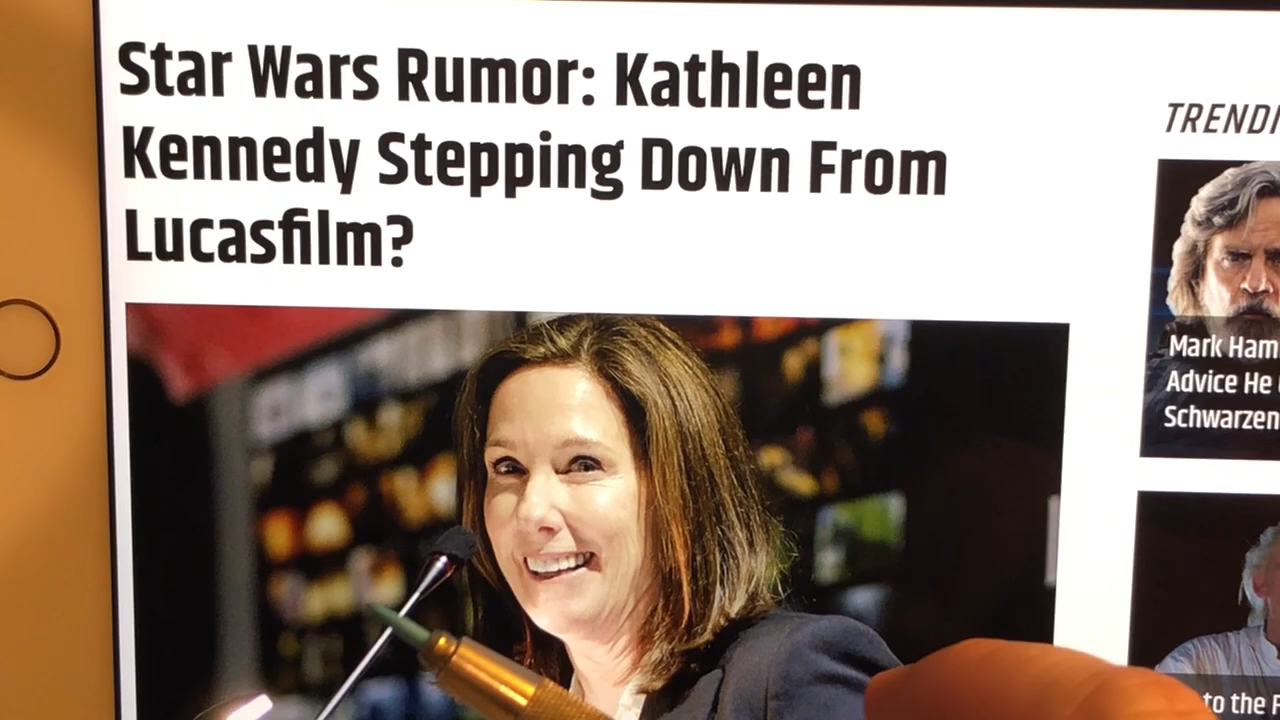 Star Wars Rumor: Kathleen
Kennedy Stepping Down From
Lucasfilm?
TRENDI
Mark Ham
Advice He
Schwarzen
to the